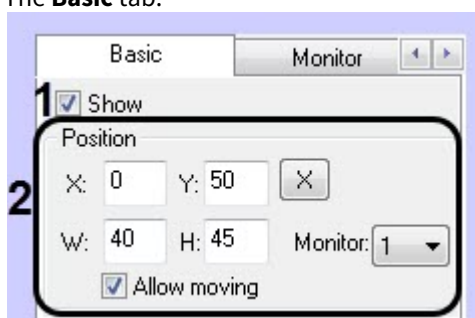 The Basic tab:
Basic Monitor
1 Show
Position
X: 0 Y: 50 X
2
W: 40 H: 45 Monitor: 1
Allow moving